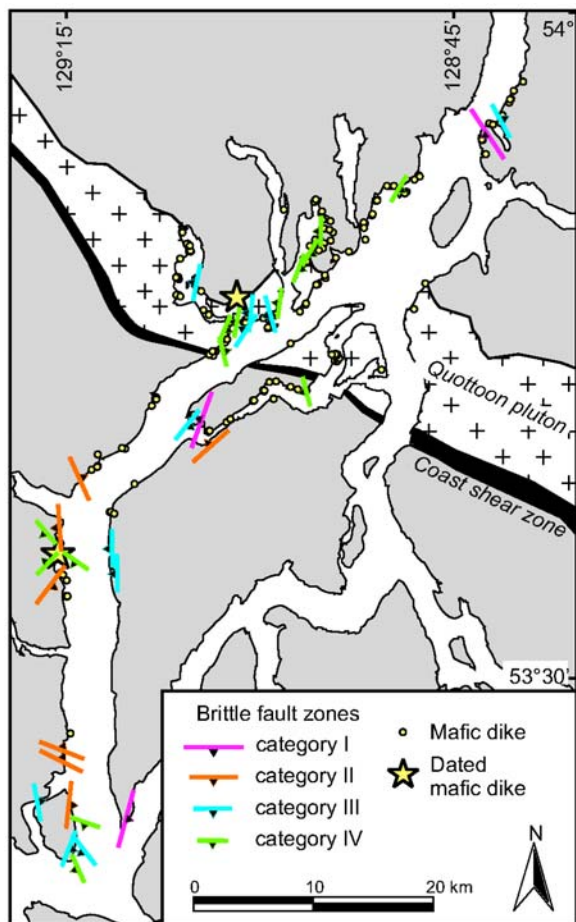 129°15'
128°45'
54°
Quottoon pluton
Coast shear zone
53°30'
Brittle fault zones
category I
category II
category III
category IV
Mafic dike
Dated
mafic dike
N
0 10 20 km